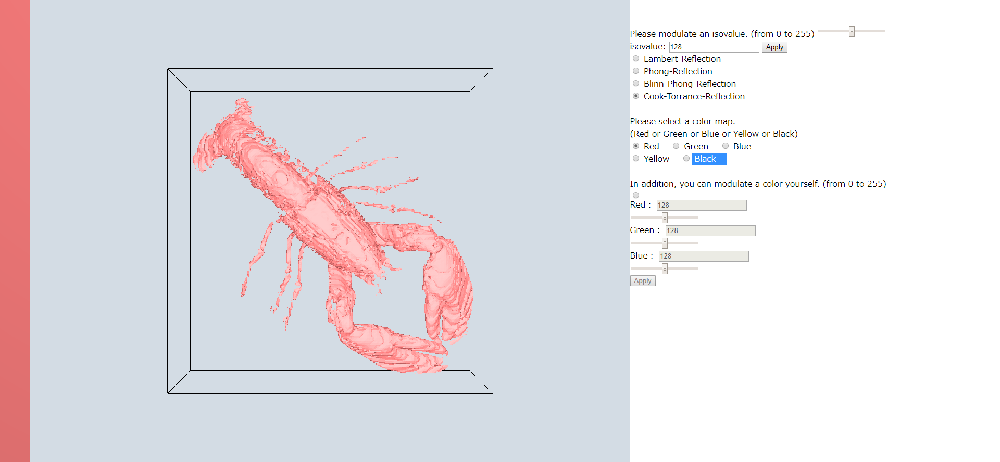 Please modulate an isovalue. (from 0 to 255)
isovalue: 128 Apply
Lambert-Reflection
Phong-Reflection
Blinn-Phong-Reflection
Cook-Torrance-Reflection
Please select a color map.
(Red or Green or Blue or Yellow or Black)
Red Green Blue
Yellow Black
In addition, you can modulate a color yourself. (from 0 to 255)
Red : 128
Green : 128
Blue : 128
Apply